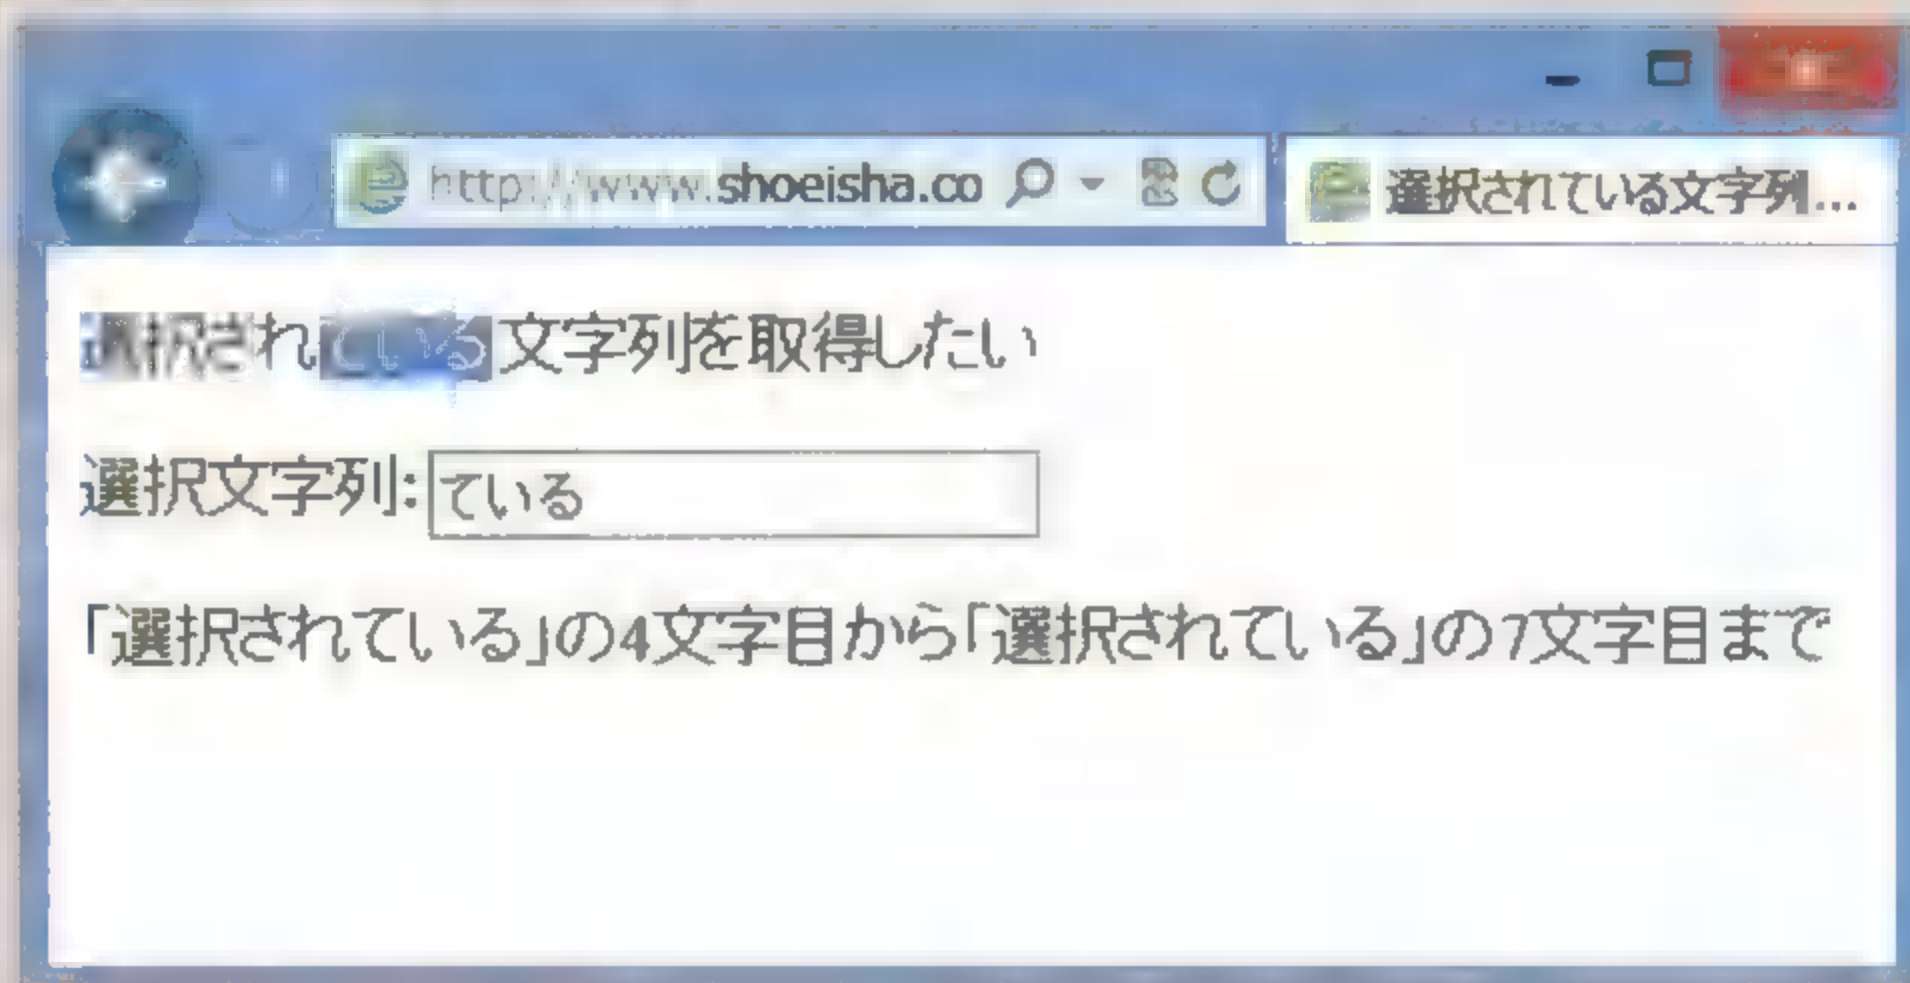 http://www.shoeisha.co
選択されている文字列...
選択されている文字列を取得したい
選択文字列: ている
「選択されている」の4文字目から「選択されている」の7文字目まで